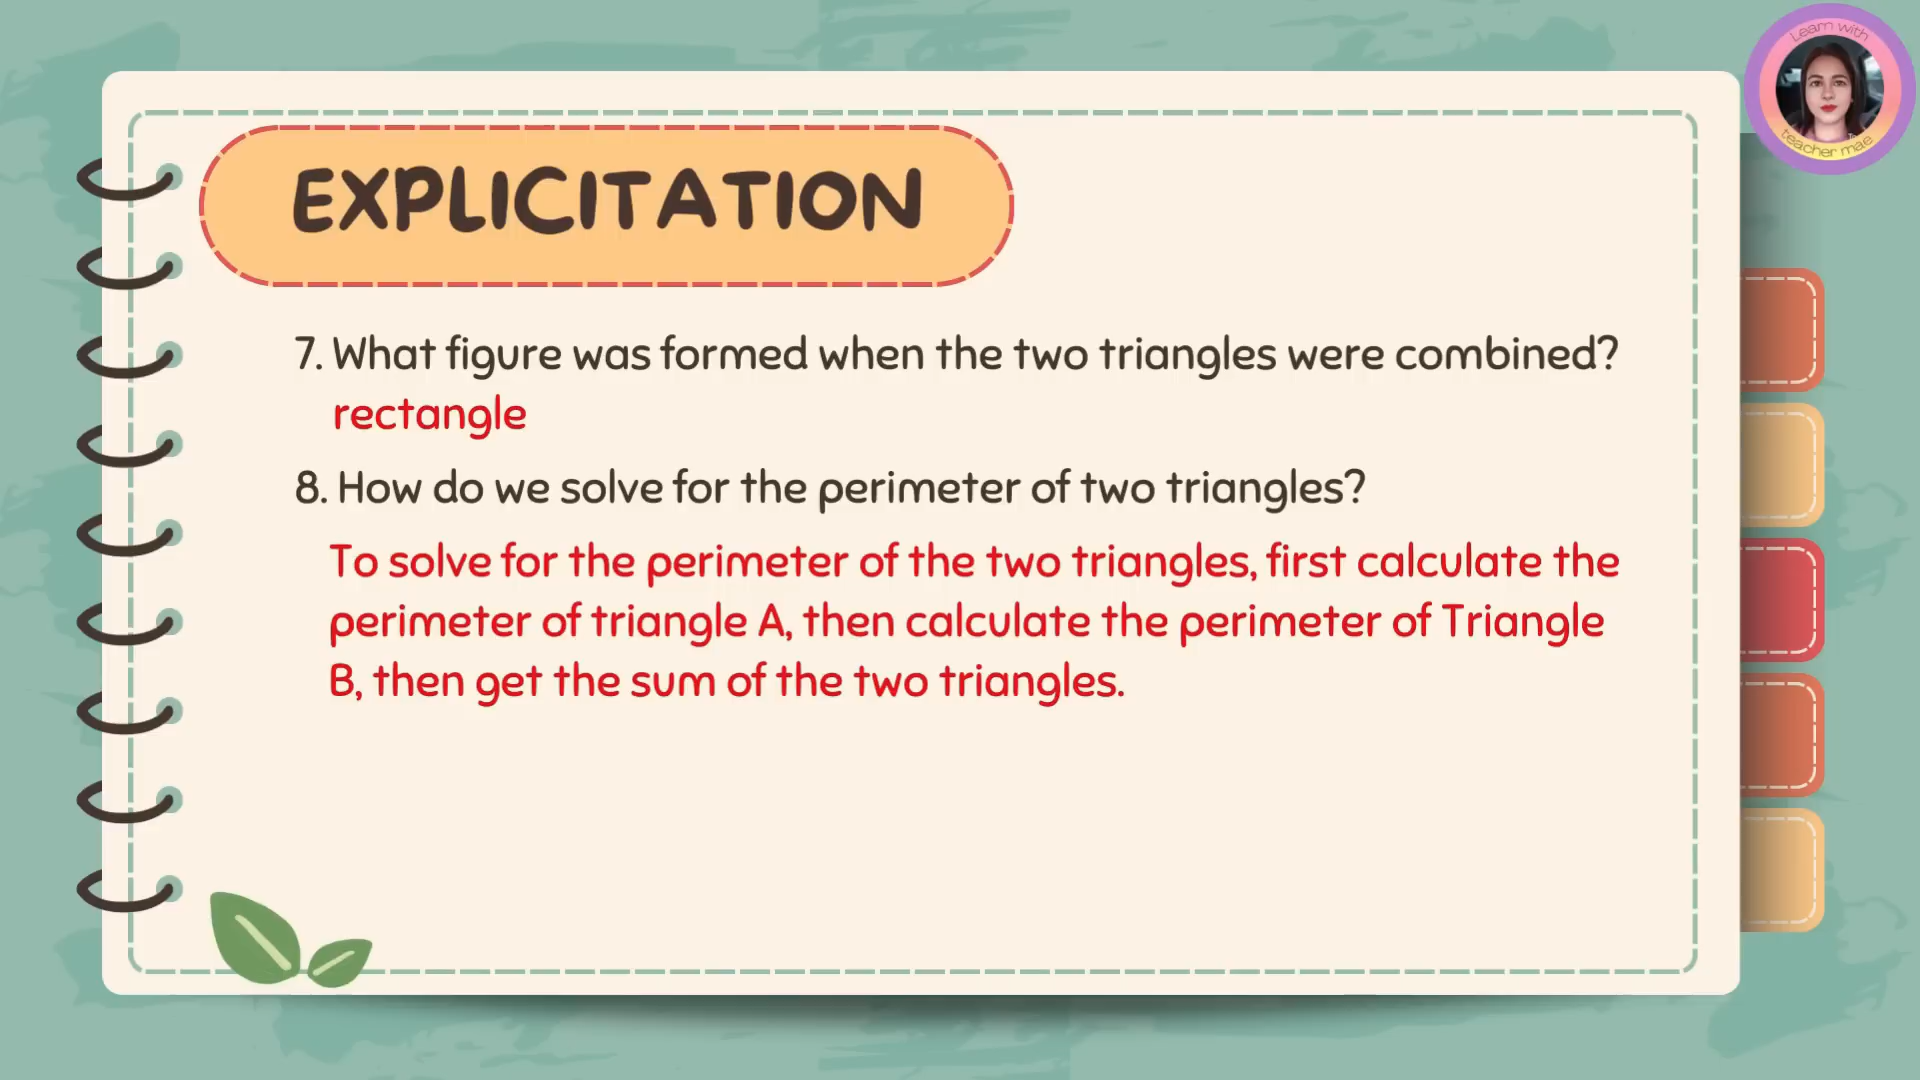 Learn with
teacher mae
EXPLICITATION
7. What figure was formed when the two triangles were combined?
rectangle
8. How do we solve for the perimeter of two triangles?
To solve for the perimeter of the two triangles, first calculate the
perimeter of triangle A, then calculate the perimeter of Triangle
B, then get the sum of the two triangles.